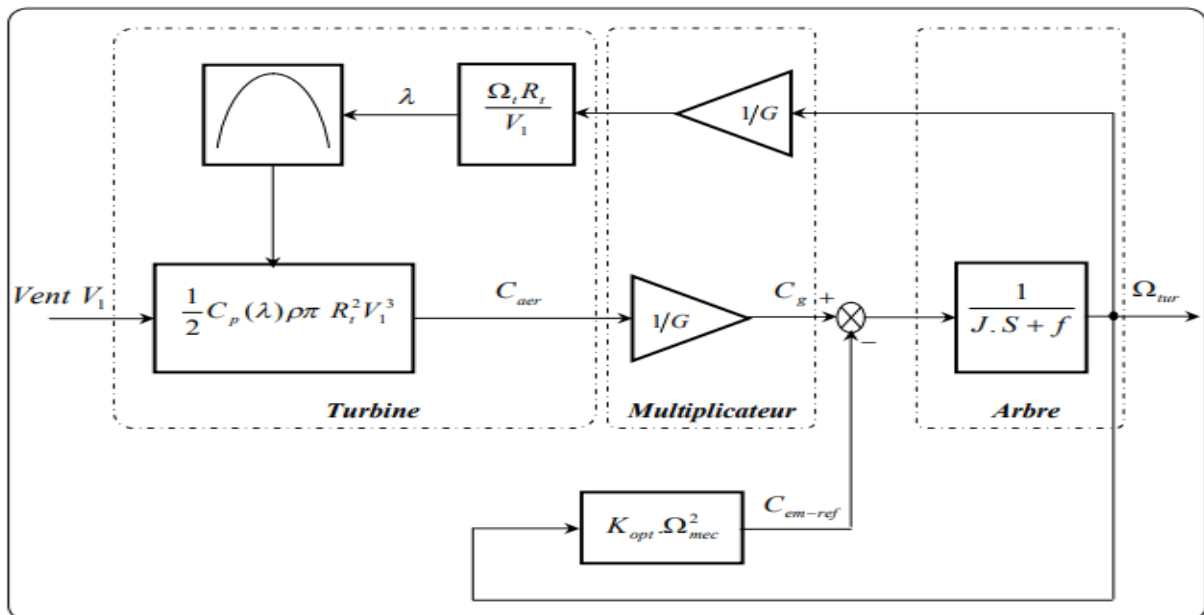 λ
Ω_t R_t / V_1
1/G
Vent V_1
1/2 C_p(λ)ρπ R_t^2 V_1^3
C_aer
1/G
C_g
+
−
1 / (J.S + f)
Ω_tur
Turbine
Multiplicateur
Arbre
K_opt.Ω_mec^2
C_em-ref